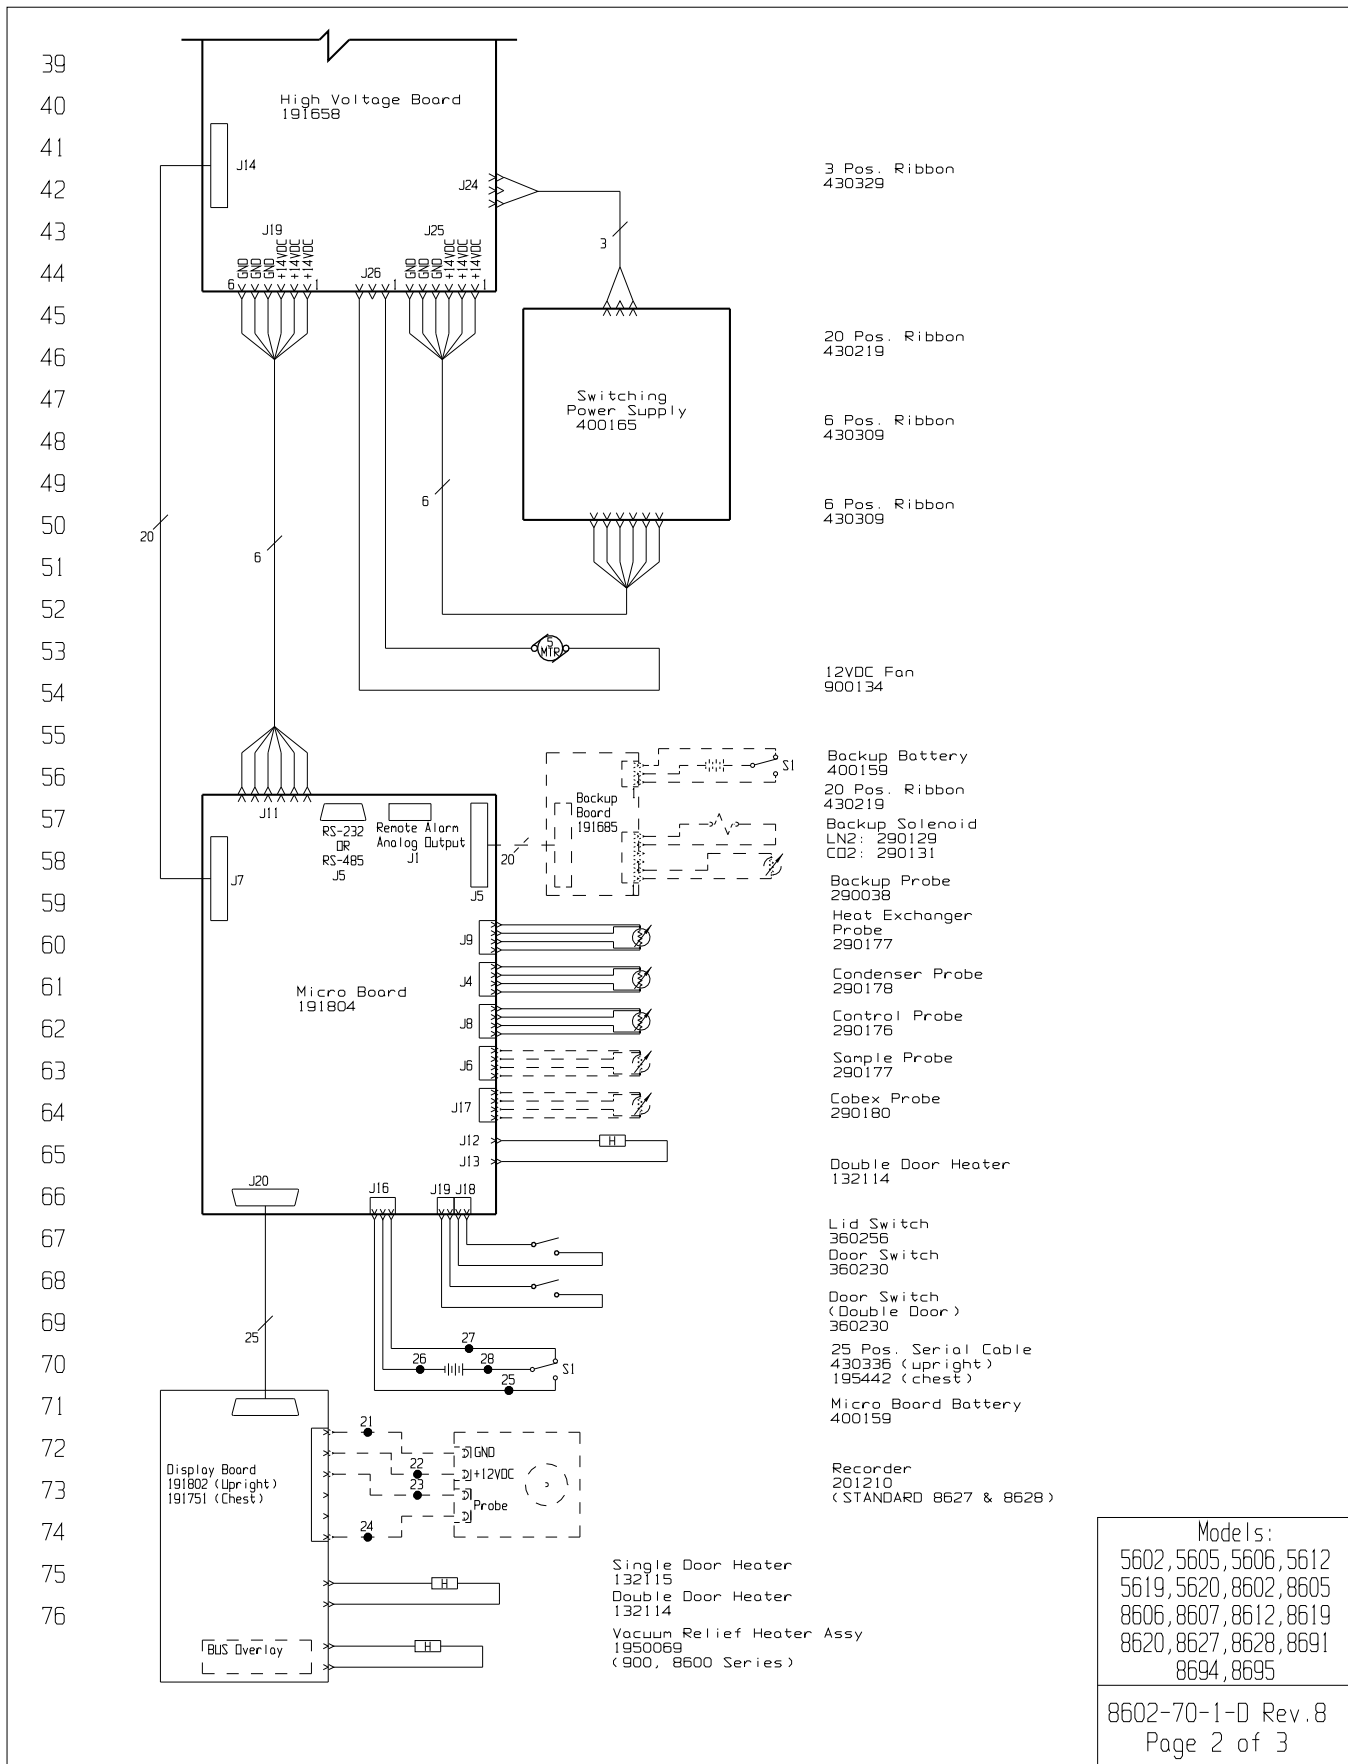 39
40
41
42
43
44
45
46
47
48
49
50
51
52
53
54
55
56
57
58
59
60
61
62
63
64
65
66
67
68
69
70
71
72
73
74
75
76
High Voltage Board
191658
J14
J24
J19
J25
J26
GND
GND
GND
+14VDC
+14VDC
+14VDC
GND
GND
GND
+14VDC
+14VDC
+14VDC
6
1
1
1
3
Switching
Power Supply
400165
6
6
20
5
MTR
3 Pos. Ribbon
430329
20 Pos. Ribbon
430219
6 Pos. Ribbon
430309
6 Pos. Ribbon
430309
12VDC Fan
900134
J11
RS-232
OR
RS-485
J5
Remote Alarm
Analog Output
J1
J5
J7
20
Backup
Board
191685
1
1
S1
Backup Battery
400159
20 Pos. Ribbon
430219
Backup Solenoid
LN2: 290129
CO2: 290131
Backup Probe
290038
Heat Exchanger
Probe
290177
Condenser Probe
290178
Control Probe
290176
Sample Probe
290177
Cobex Probe
290180
Double Door Heater
132114
Lid Switch
360256
Door Switch
360230
Door Switch
(Double Door)
360230
25 Pos. Serial Cable
430336 (upright)
195442 (chest)
Micro Board Battery
400159
Recorder
201210
(STANDARD 8627 & 8628)
Micro Board
191804
J9
J4
J8
J6
J17
J12
J13
H
J20
J16
J19
J18
25
27
26
28
25
S1
21
22
23
24
GND
+12VDC
Probe
Display Board
191802 (Upright)
191751 (Chest)
H
H
BUS Overlay
Single Door Heater
132115
Double Door Heater
132114
Vacuum Relief Heater Assy
1950069
(900, 8600 Series)
Models:
5602,5605,5606,5612
5619,5620,8602,8605
8606,8607,8612,8619
8620,8627,8628,8691
8694,8695
8602-70-1-D Rev.8
Page 2 of 3